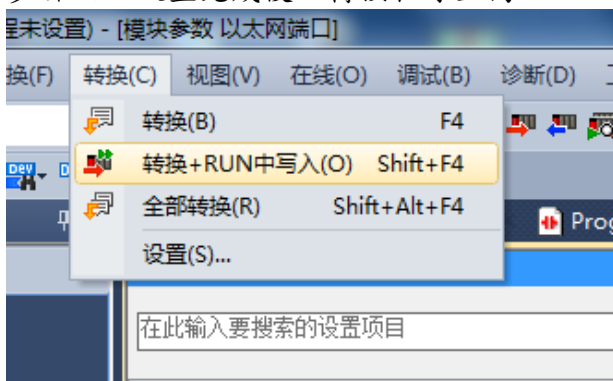 程未设置) - [模块参数 以太网端口]
换(F) 转换(C) 视图(V) 在线(O) 调试(B) 诊断(D)
转换(B) F4
转换+RUN中写入(O) Shift+F4
全部转换(R) Shift+Alt+F4
设置(S)...
Dev
Prog
在此输入要搜索的设置项目